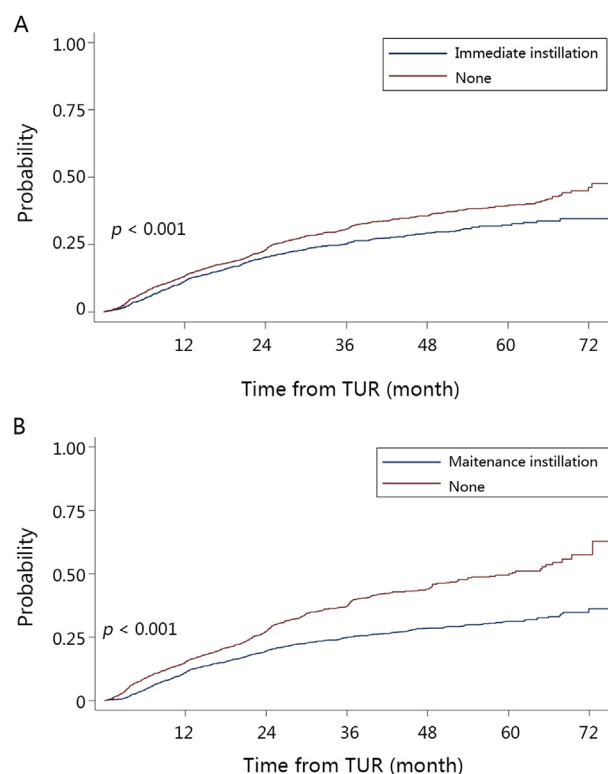 A
1.00
0.75
0.50
0.25
0
Probability
Immediate instillation
None
p < 0.001
12 24 36 48 60 72
Time from TUR (month)
B
1.00
0.75
0.50
0.25
0
Probability
Maitenance instillation
None
p < 0.001
12 24 36 48 60 72
Time from TUR (month)